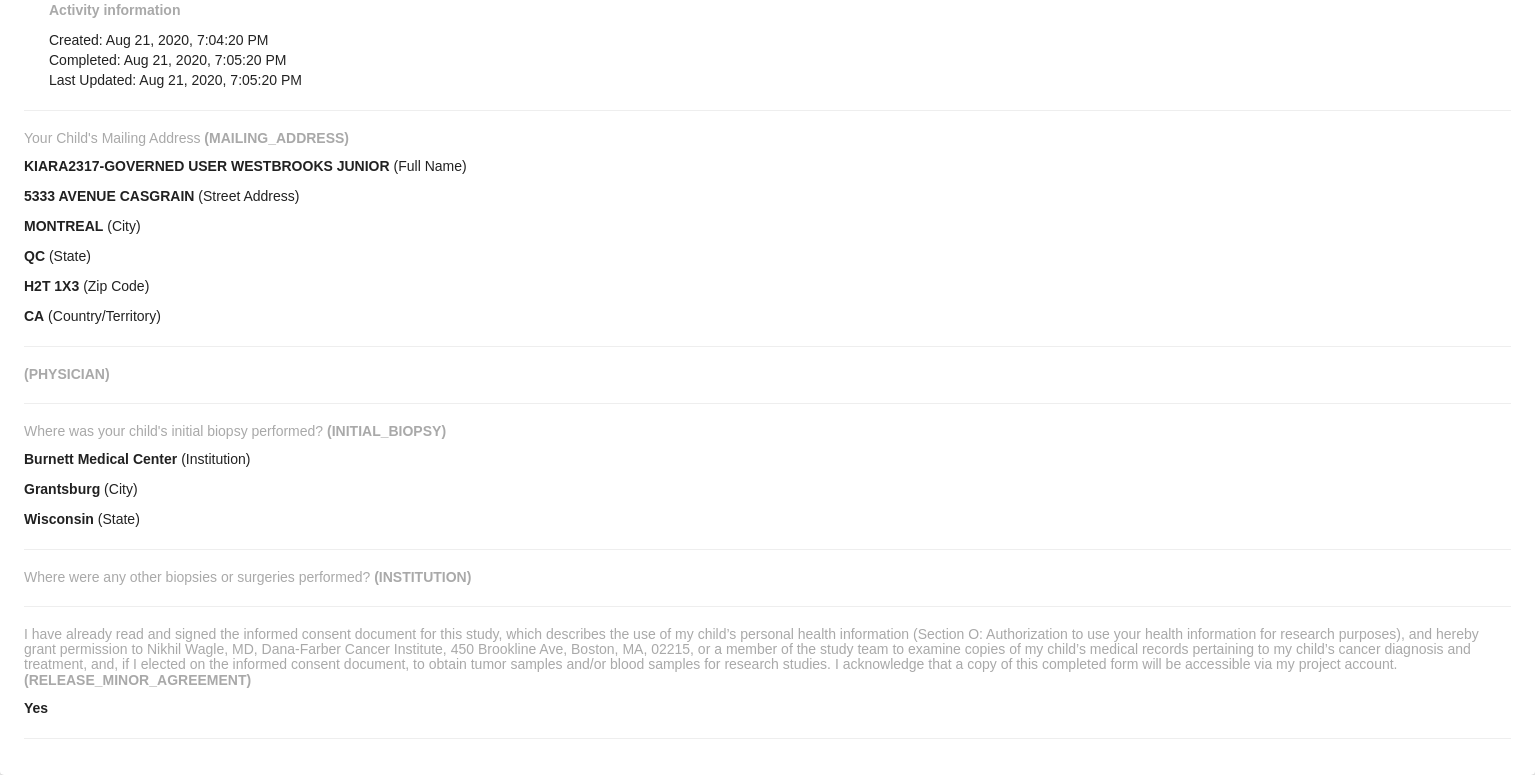 Activity information
Created: Aug 21, 2020, 7:04:20 PM
Completed: Aug 21, 2020, 7:05:20 PM
Last Updated: Aug 21, 2020, 7:05:20 PM
Your Child's Mailing Address (MAILING_ADDRESS)
KIARA2317-GOVERNED USER WESTBROOKS JUNIOR (Full Name)
5333 AVENUE CASGRAIN (Street Address)
MONTREAL (City)
QC (State)
H2T 1X3 (Zip Code)
CA (Country/Territory)
(PHYSICIAN)
Where was your child's initial biopsy performed? (INITIAL_BIOPSY)
Burnett Medical Center (Institution)
Grantsburg (City)
Wisconsin (State)
Where were any other biopsies or surgeries performed? (INSTITUTION)
I have already read and signed the informed consent document for this study, which describes the use of my child’s personal health information (Section O: Authorization to use your health information for research purposes), and hereby
grant permission to Nikhil Wagle, MD, Dana-Farber Cancer Institute, 450 Brookline Ave, Boston, MA, 02215, or a member of the study team to examine copies of my child’s medical records pertaining to my child’s cancer diagnosis and
treatment, and, if I elected on the informed consent document, to obtain tumor samples and/or blood samples for research studies. I acknowledge that a copy of this completed form will be accessible via my project account.
(RELEASE_MINOR_AGREEMENT)
Yes